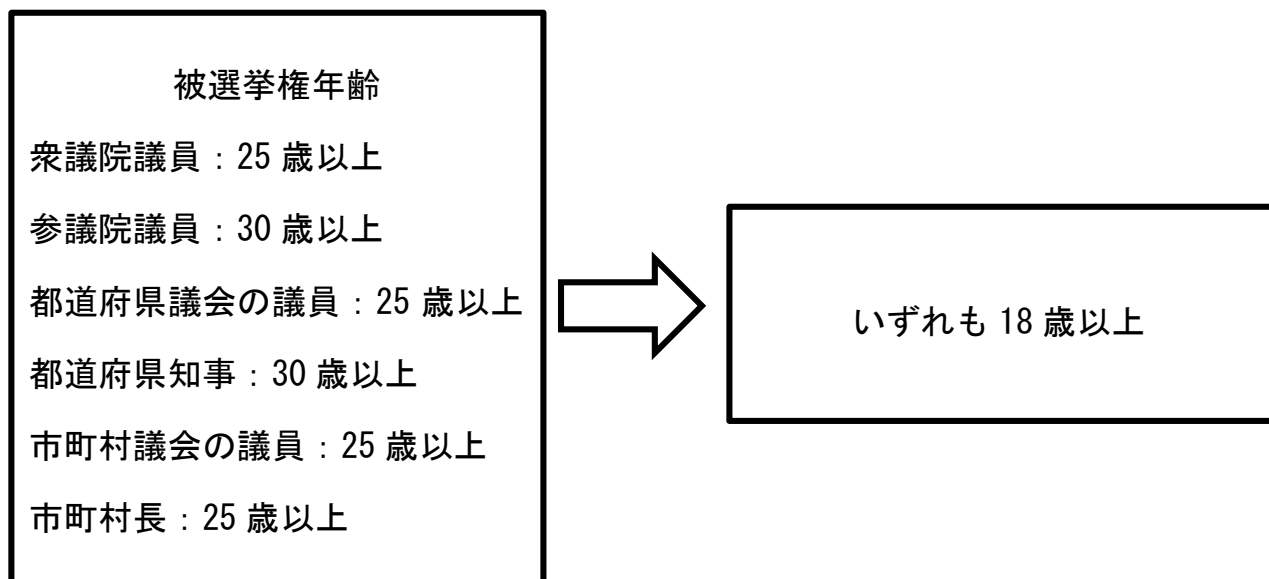 被選挙権年齢
衆議院議員：25 歳以上
参議院議員：30 歳以上
都道府県議会の議員：25 歳以上
都道府県知事：30 歳以上
市町村議会の議員：25 歳以上
市町村長：25 歳以上
いずれも 18 歳以上